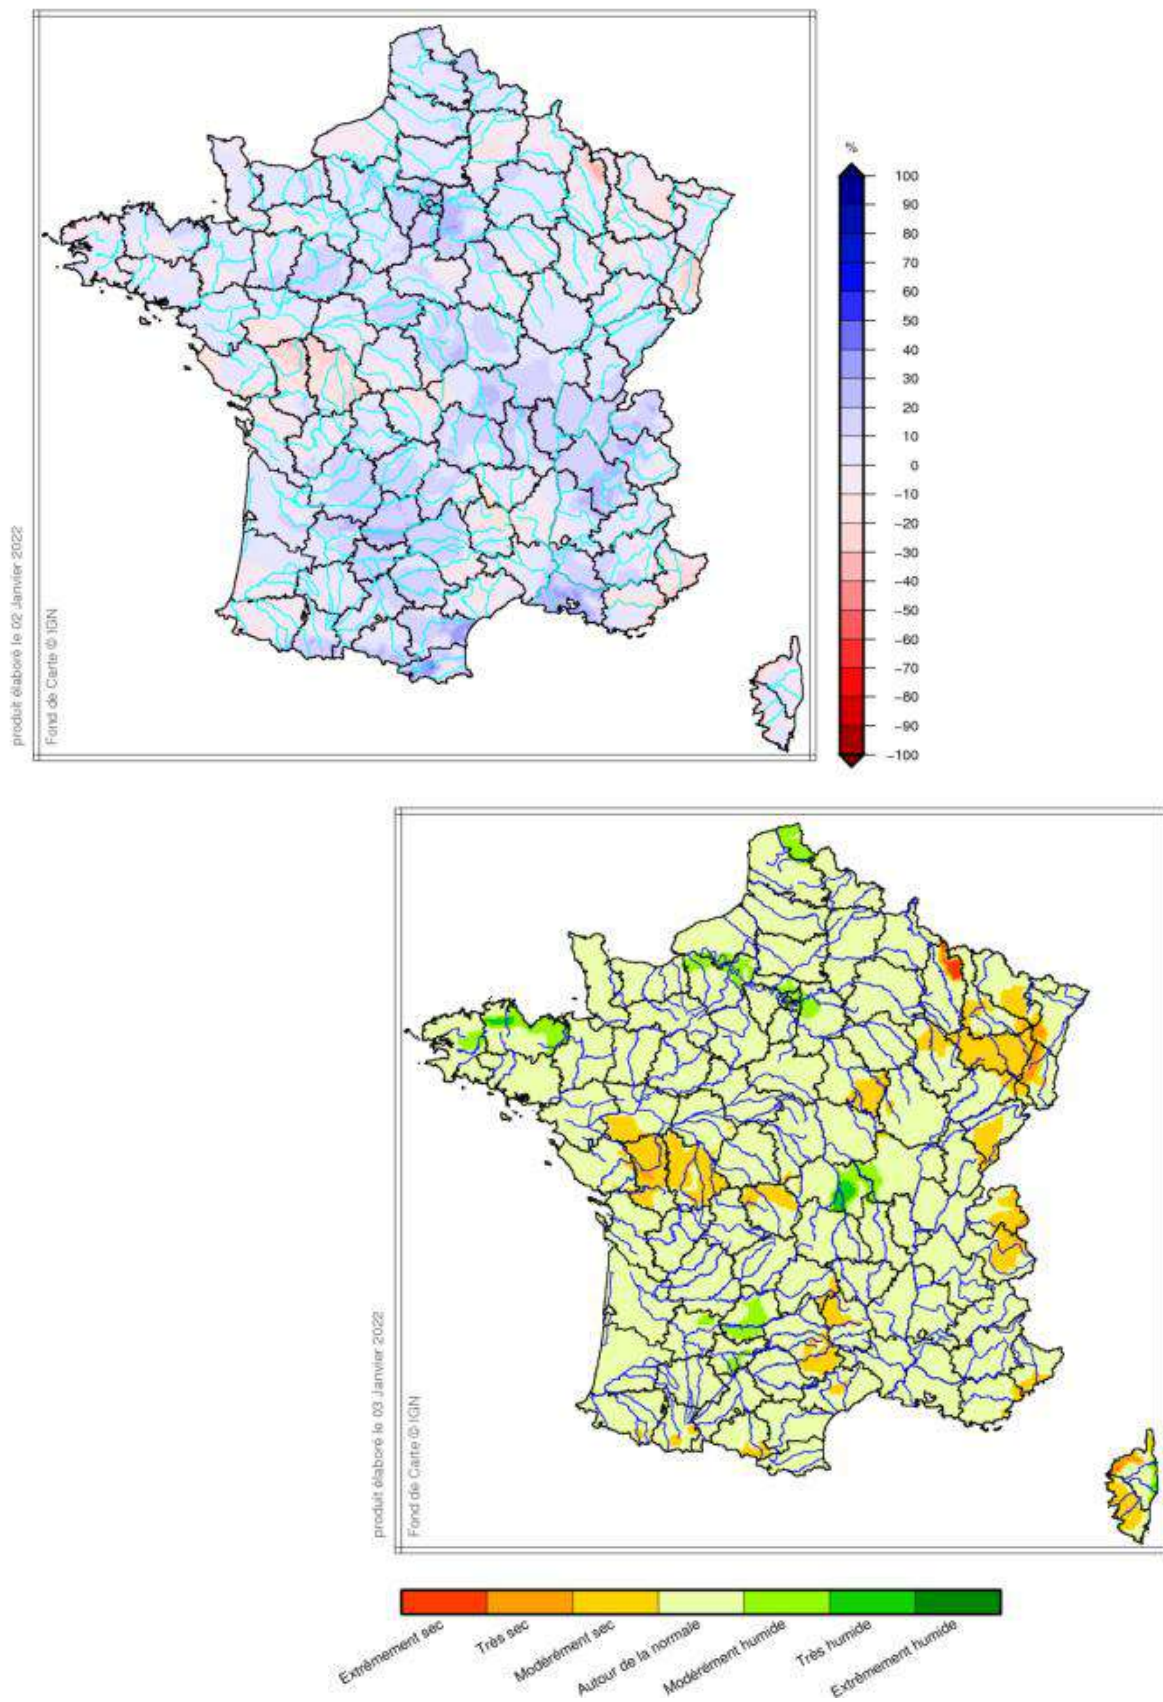 %
100
90
80
70
60
50
40
30
20
10
0
−10
−20
−30
−40
−50
−60
−70
−80
−90
−100
produit élaboré le 02 Janvier 2022
Fond de Carte © IGN
produit élaboré le 03 Janvier 2022
Fond de Carte © IGN
Extrêmement sec
Très sec
Modérément sec
Autour de la normale
Modérément humide
Très humide
Extrêmement humide